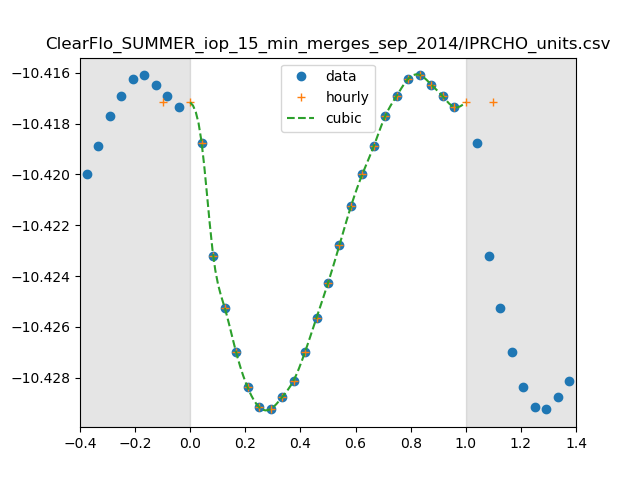 ClearFlo_SUMMER_iop_15_min_merges_sep_2014/IPRCHO_units.csv
data
hourly
cubic
−10.416
−10.418
−10.420
−10.422
−10.424
−10.426
−10.428
−0.4 −0.2 0.0 0.2 0.4 0.6 0.8 1.0 1.2 1.4